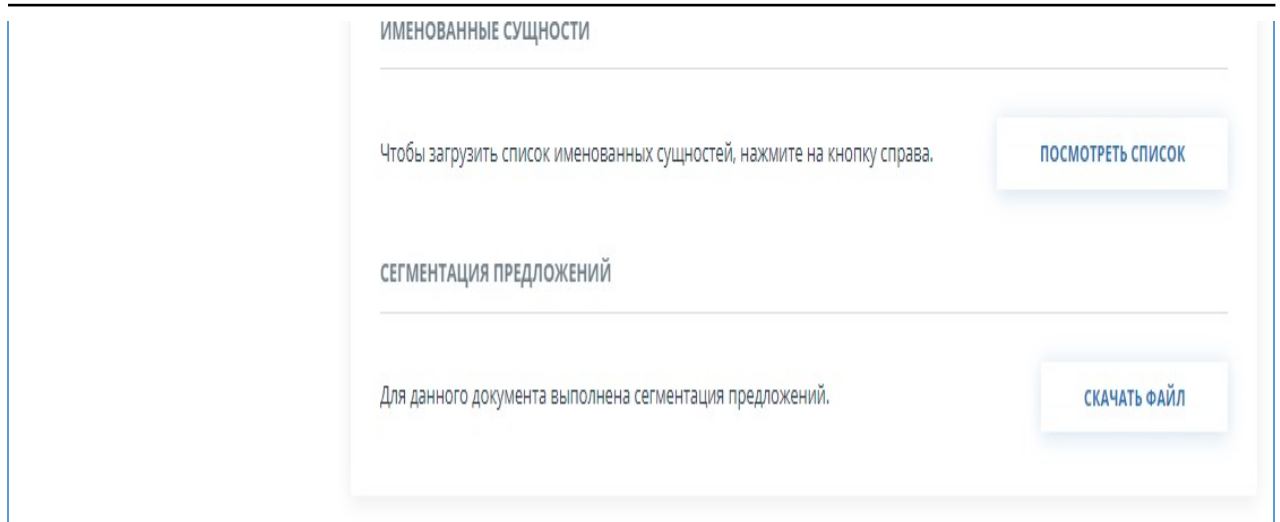 ИМЕНОВАННЫЕ СУЩНОСТИ
Чтобы загрузить список именованных сущностей, нажмите на кнопку справа.
ПОСМОТРЕТЬ СПИСОК
СЕГМЕНТАЦИЯ ПРЕДЛОЖЕНИЙ
Для данного документа выполнена сегментация предложений.
СКАЧАТЬ ФАЙЛ